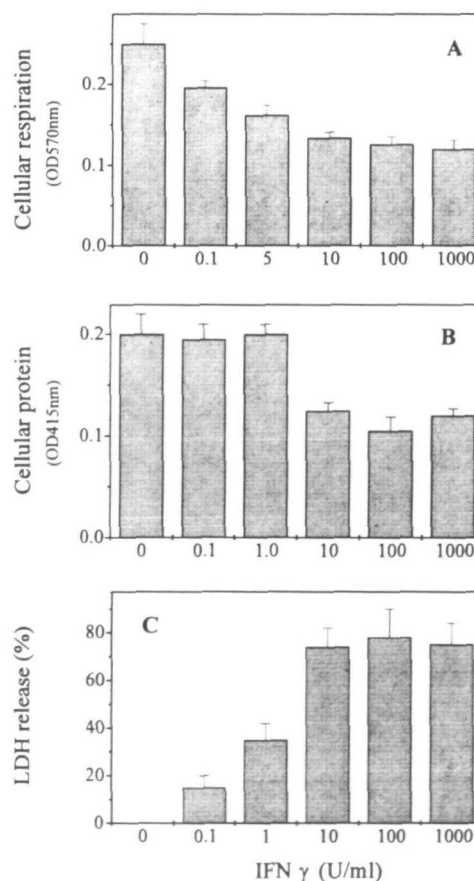 A
Cellular respiration
(OD570nm)
0.2
0.1
0.0
0 0.1 5 10 100 1000
B
Cellular protein
(OD415nm)
0.2
0.1
0.0
0 0.1 1.0 10 100 1000
C
LDH release (%)
80
60
40
20
0
0 0.1 1 10 100 1000
IFN γ (U/ml)